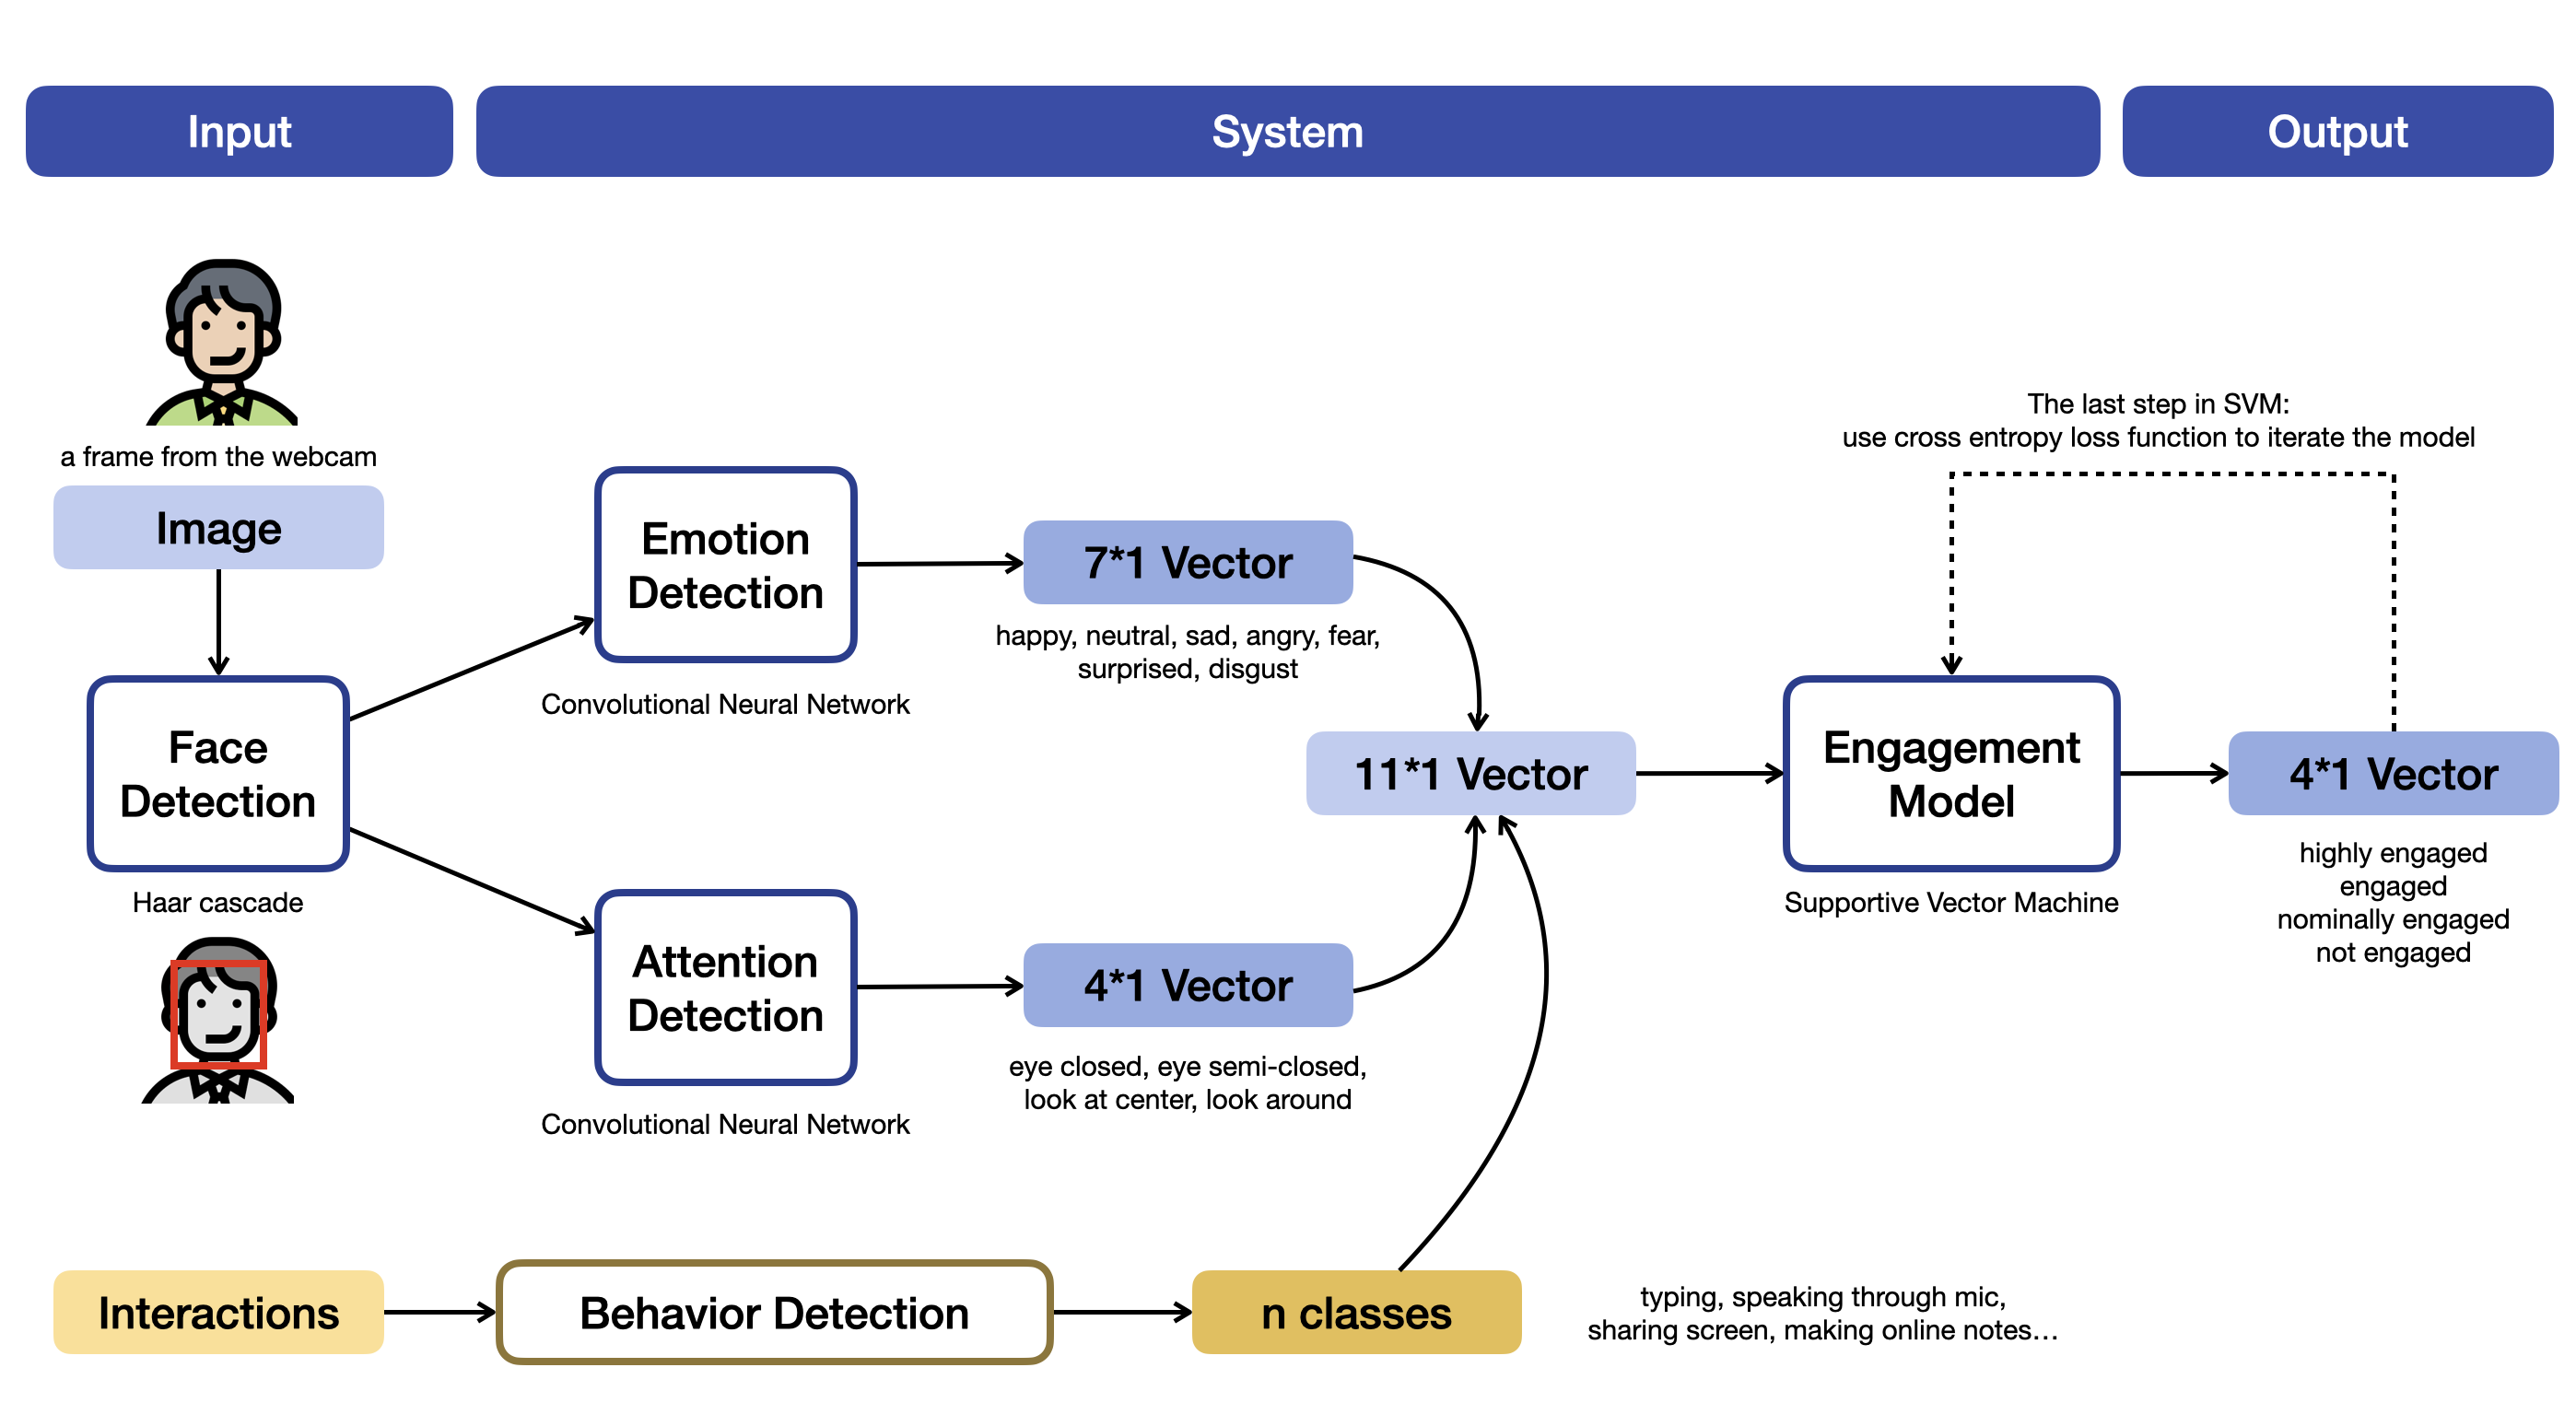 Input
System
Output
a frame from the webcam
Image
Face
Detection
Haar cascade
Emotion
Detection
Convolutional Neural Network
7*1 Vector
happy, neutral, sad, angry, fear,
surprised, disgust
Attention
Detection
Convolutional Neural Network
4*1 Vector
eye closed, eye semi-closed,
look at center, look around
11*1 Vector
The last step in SVM:
use cross entropy loss function to iterate the model
Engagement
Model
Supportive Vector Machine
4*1 Vector
highly engaged
engaged
nominally engaged
not engaged
Interactions
Behavior Detection
n classes
typing, speaking through mic,
sharing screen, making online notes...